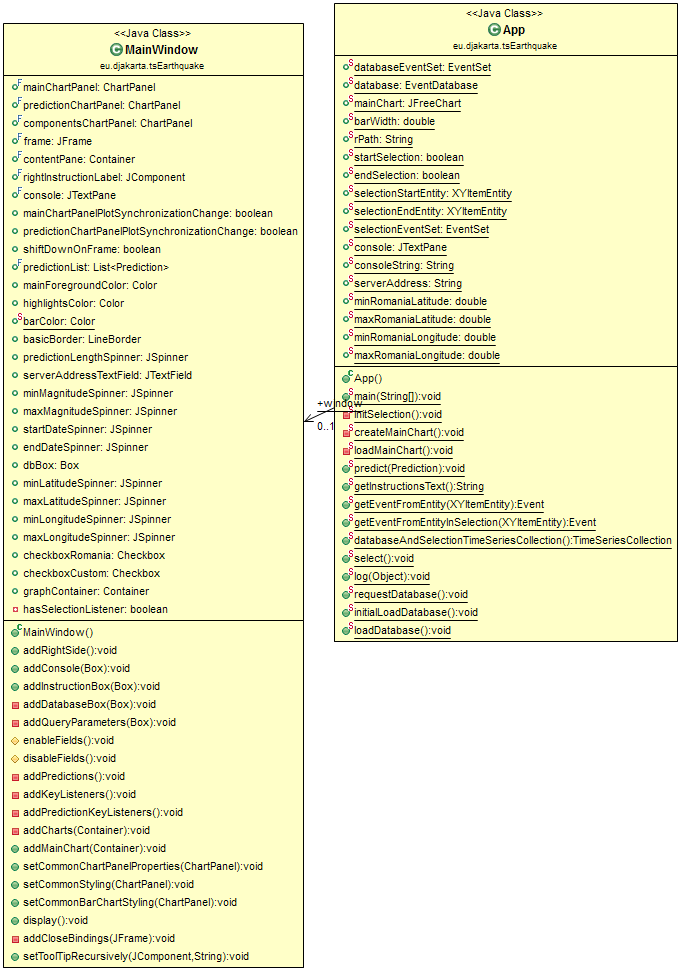 <<Java Class>>
MainWindow
eu.djakarta.tsEarthquake
mainChartPanel: ChartPanel
predictionChartPanel: ChartPanel
componentsChartPanel: ChartPanel
frame: JFrame
contentPane: Container
rightInstructionLabel: JComponent
console: JTextPane
mainChartPanelPlotSynchronizationChange: boolean
predictionChartPanelPlotSynchronizationChange: boolean
shiftDownOnFrame: boolean
predictionList: List<Prediction>
mainForegroundColor: Color
highlightsColor: Color
barColor: Color
basicBorder: LineBorder
predictionLengthSpinner: JSpinner
serverAddressTextField: JTextField
minMagnitudeSpinner: JSpinner
maxMagnitudeSpinner: JSpinner
startDateSpinner: JSpinner
endDateSpinner: JSpinner
dbBox: Box
minLatitudeSpinner: JSpinner
maxLatitudeSpinner: JSpinner
minLongitudeSpinner: JSpinner
maxLongitudeSpinner: JSpinner
checkboxRomania: Checkbox
checkboxCustom: Checkbox
graphContainer: Container
hasSelectionListener: boolean
MainWindow()
addRightSide():void
addConsole(Box):void
addInstructionBox(Box):void
addDatabaseBox(Box):void
addQueryParameters(Box):void
enableFields():void
disableFields():void
addPredictions():void
addKeyListeners():void
addPredictionKeyListeners():void
addCharts(Container):void
addMainChart(Container):void
setCommonChartPanelProperties(ChartPanel):void
setCommonStyling(ChartPanel):void
setCommonBarChartStyling(ChartPanel):void
display():void
addCloseBindings(JFrame):void
setToolTipRecursively(JComponent,String):void
+window
0..1
<<Java Class>>
App
eu.djakarta.tsEarthquake
databaseEventSet: EventSet
database: EventDatabase
mainChart: JFreeChart
barWidth: double
rPath: String
startSelection: boolean
endSelection: boolean
selectionStartEntity: XYItemEntity
selectionEndEntity: XYItemEntity
selectionEventSet: EventSet
console: JTextPane
consoleString: String
serverAddress: String
minRomaniaLatitude: double
maxRomaniaLatitude: double
minRomaniaLongitude: double
maxRomaniaLongitude: double
App()
main(String[]):void
initSelection():void
createMainChart():void
loadMainChart():void
predict(Prediction):void
getInstructionsText():String
getEventFromEntity(XYItemEntity):Event
getEventFromEntityInSelection(XYItemEntity):Event
databaseAndSelectionTimeSeriesCollection():TimeSeriesCollection
select():void
log(Object):void
requestDatabase():void
initialLoadDatabase():void
loadDatabase():void